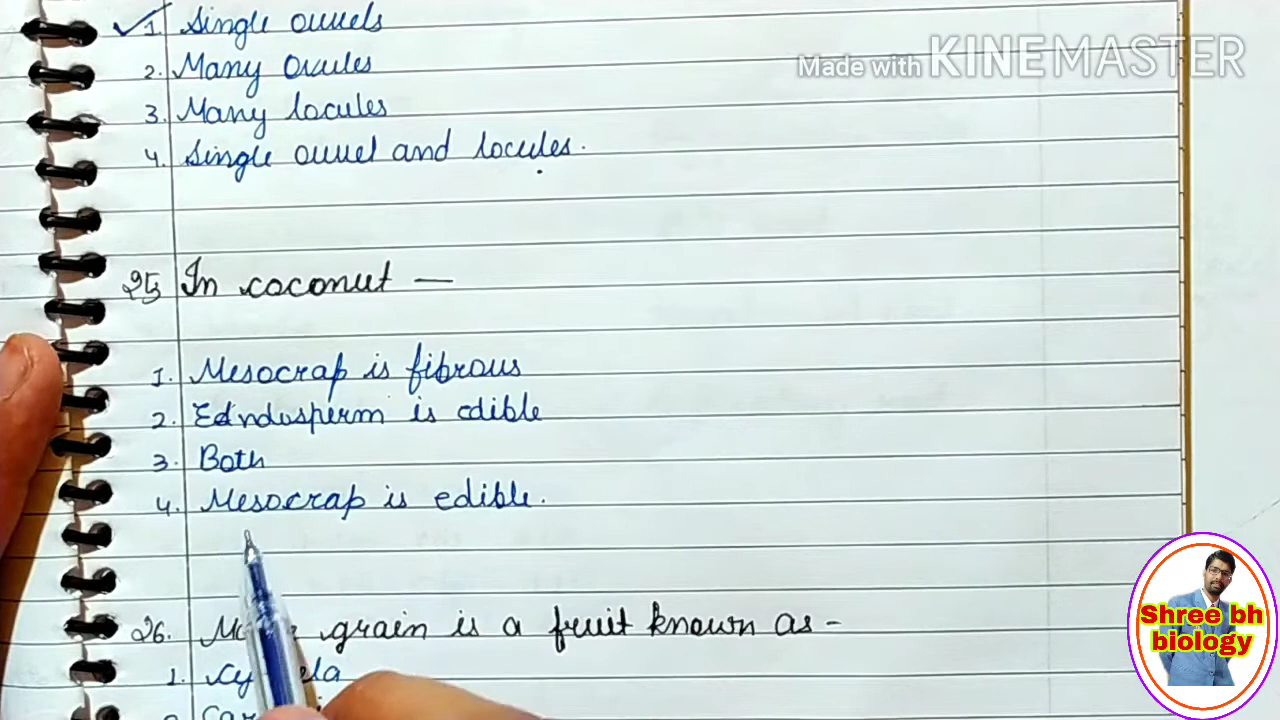 1. Single ouuels
2. Many ovules
3. Many locules
4. Single ouuel and locules.
Made with KINEMASTER
25 In coconut —
1. Mesocrap is fibrous
2. Edndosperm is edible
3. Both
4. Mesocrap is edible.
26. grain is a fruit known as -
1.
Shree bh
biology